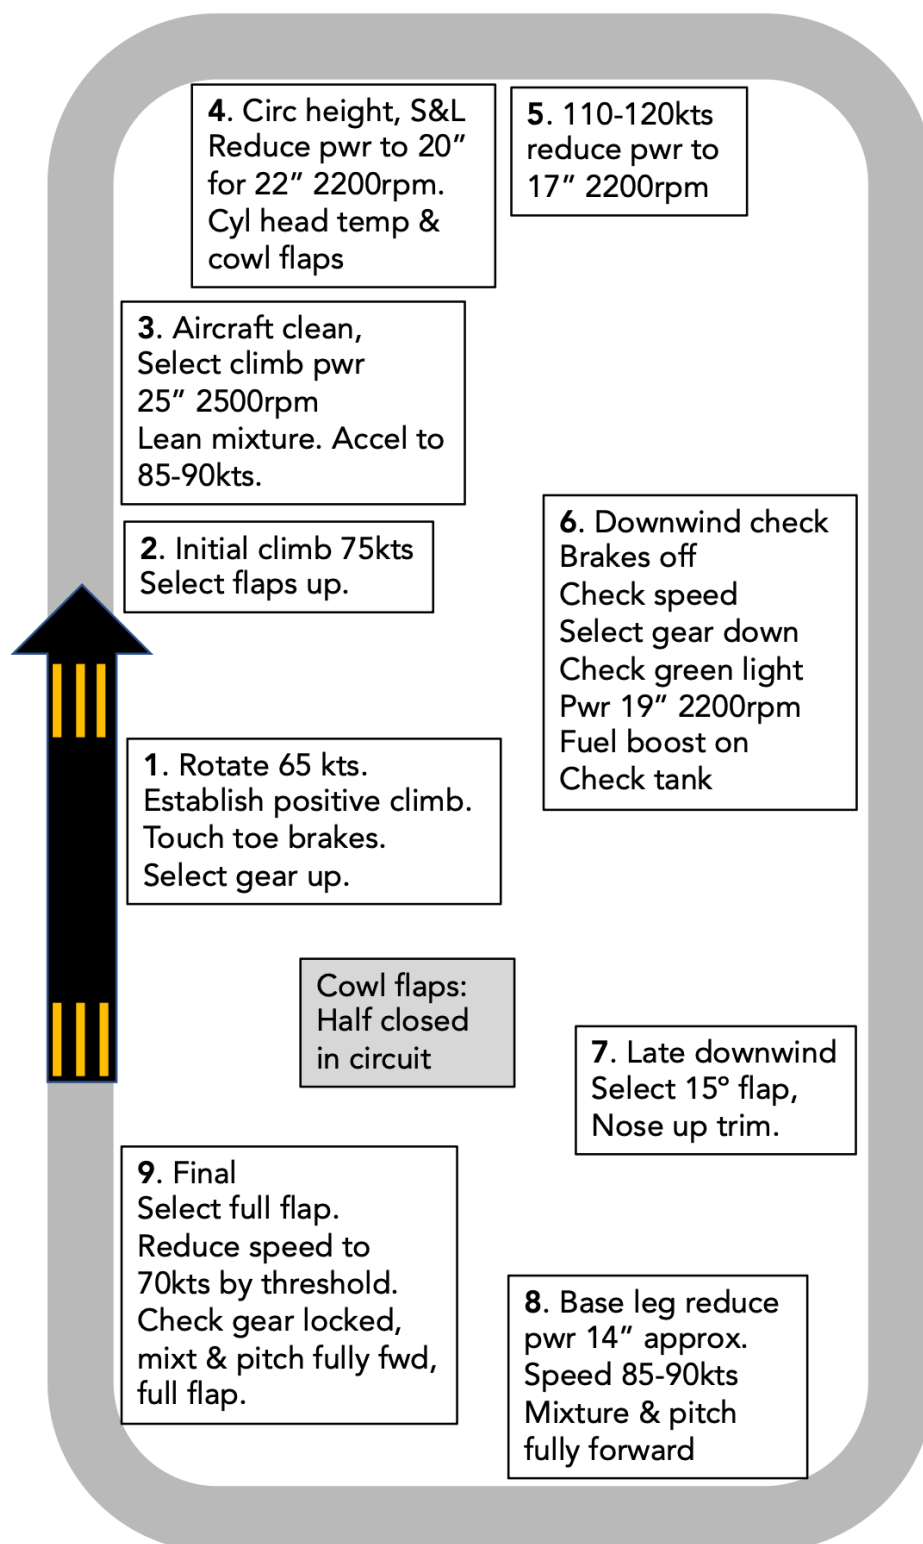 1. Rotate 65 kts.
Establish positive climb.
Touch toe brakes.
Select gear up.
2. Initial climb 75kts
Select flaps up.
3. Aircraft clean,
Select climb pwr
25” 2500rpm
Lean mixture. Accel to
85-90kts.
4. Circ height, S&L
Reduce pwr to 20”
for 22” 2200rpm.
Cyl head temp &
cowl flaps
5. 110-120kts
reduce pwr to
17” 2200rpm
6. Downwind check
Brakes off
Check speed
Select gear down
Check green light
Pwr 19” 2200rpm
Fuel boost on
Check tank
Cowl flaps:
Half closed
in circuit
7. Late downwind
Select 15º flap,
Nose up trim.
8. Base leg reduce
pwr 14” approx.
Speed 85-90kts
Mixture & pitch
fully forward
9. Final
Select full flap.
Reduce speed to
70kts by threshold.
Check gear locked,
mixt & pitch fully fwd,
full flap.